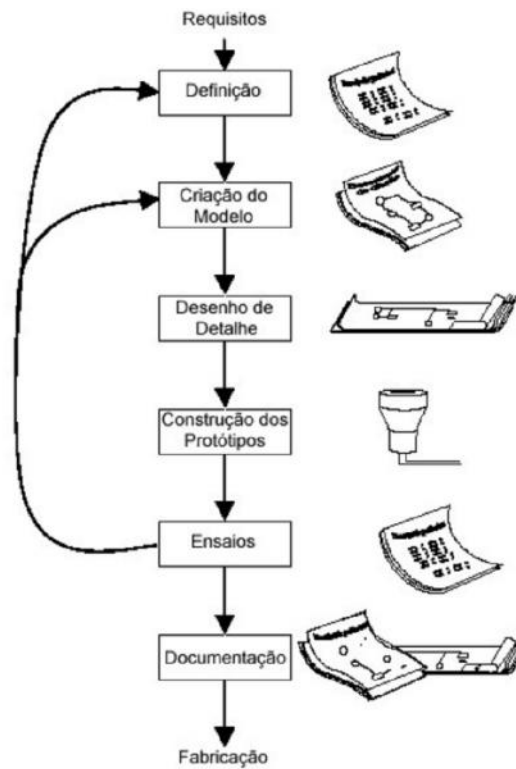 Requisitos
Definição
Criação do
Modelo
Desenho de
Detalhe
Construção dos
Protótipos
Ensaios
Documentação
Fabricação